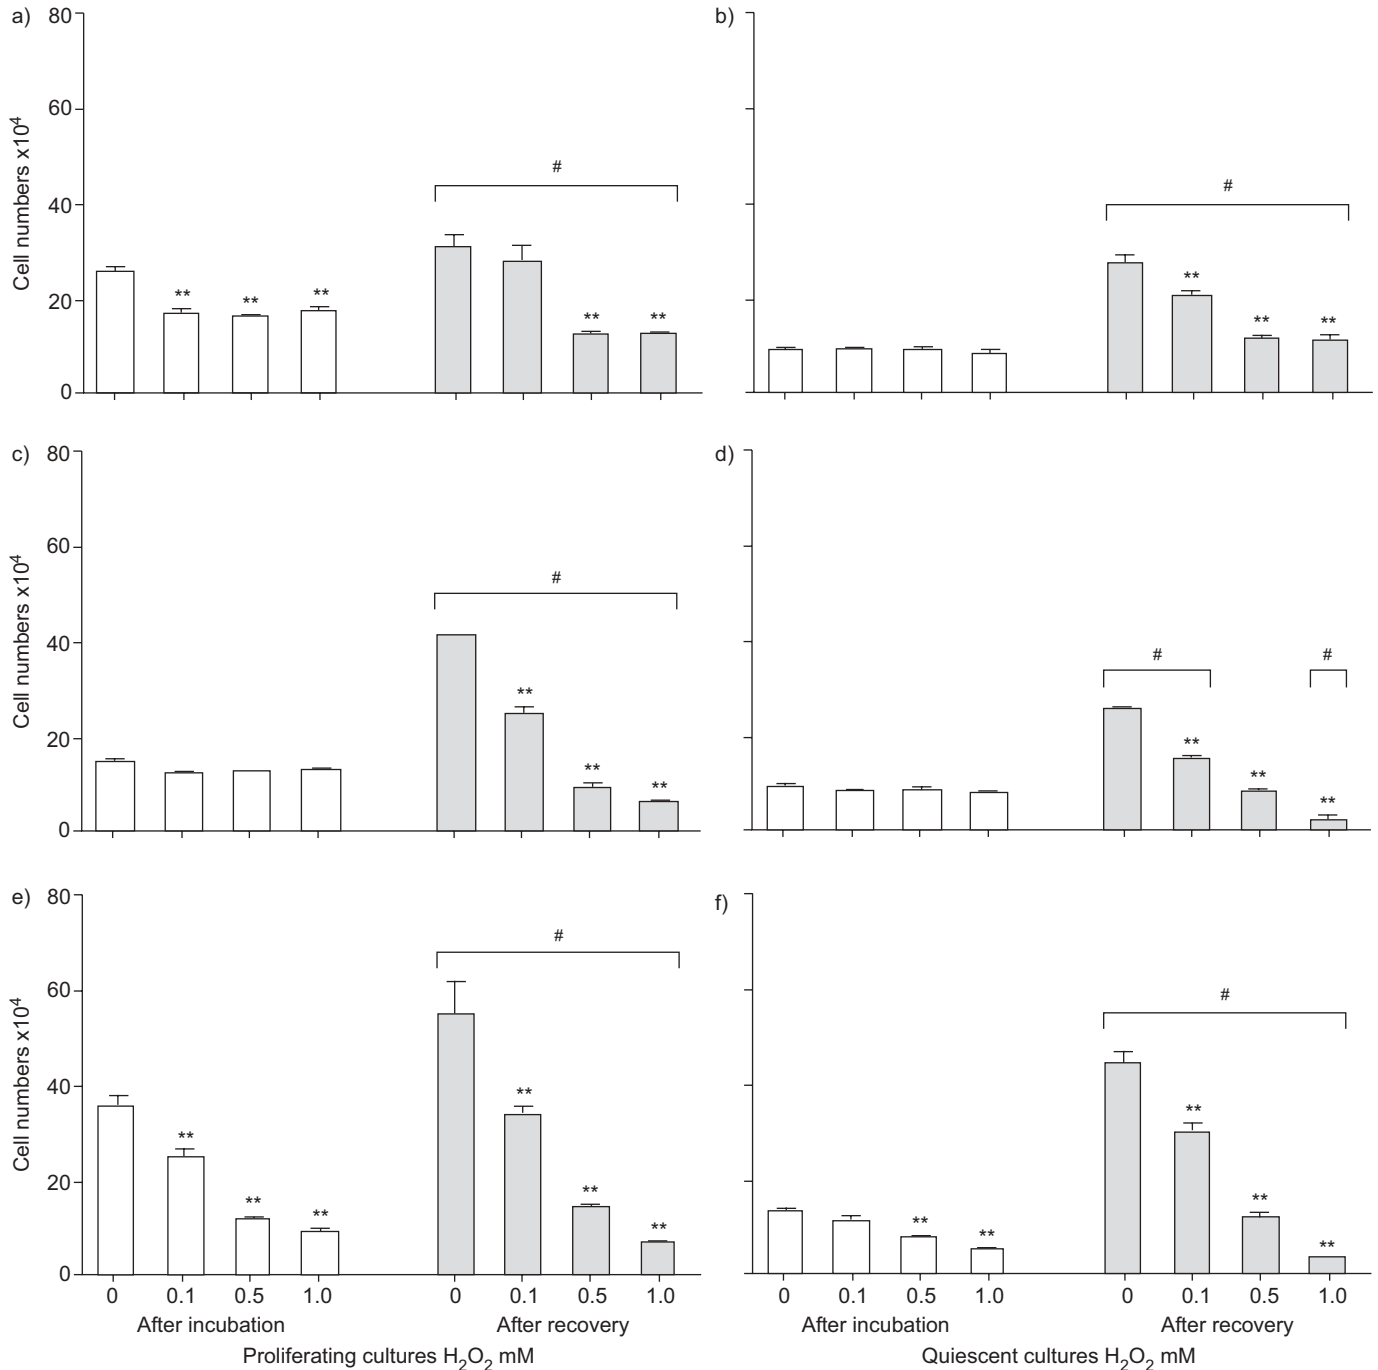 a)
80
60
40
20
0
Cell numbers x10⁴
** ** **
#
** **
b)
#
**
** **
c)
80
60
40
20
0
Cell numbers x10⁴
#
**
**
**
d)
# #
**
**
**
e)
80
60
40
20
0
Cell numbers x10⁴
**
**
**
#
**
**
**
0 0.1 0.5 1.0 0 0.1 0.5 1.0
After incubation After recovery
Proliferating cultures H₂O₂ mM
f)
**
**
#
**
**
**
0 0.1 0.5 1.0 0 0.1 0.5 1.0
After incubation After recovery
Quiescent cultures H₂O₂ mM